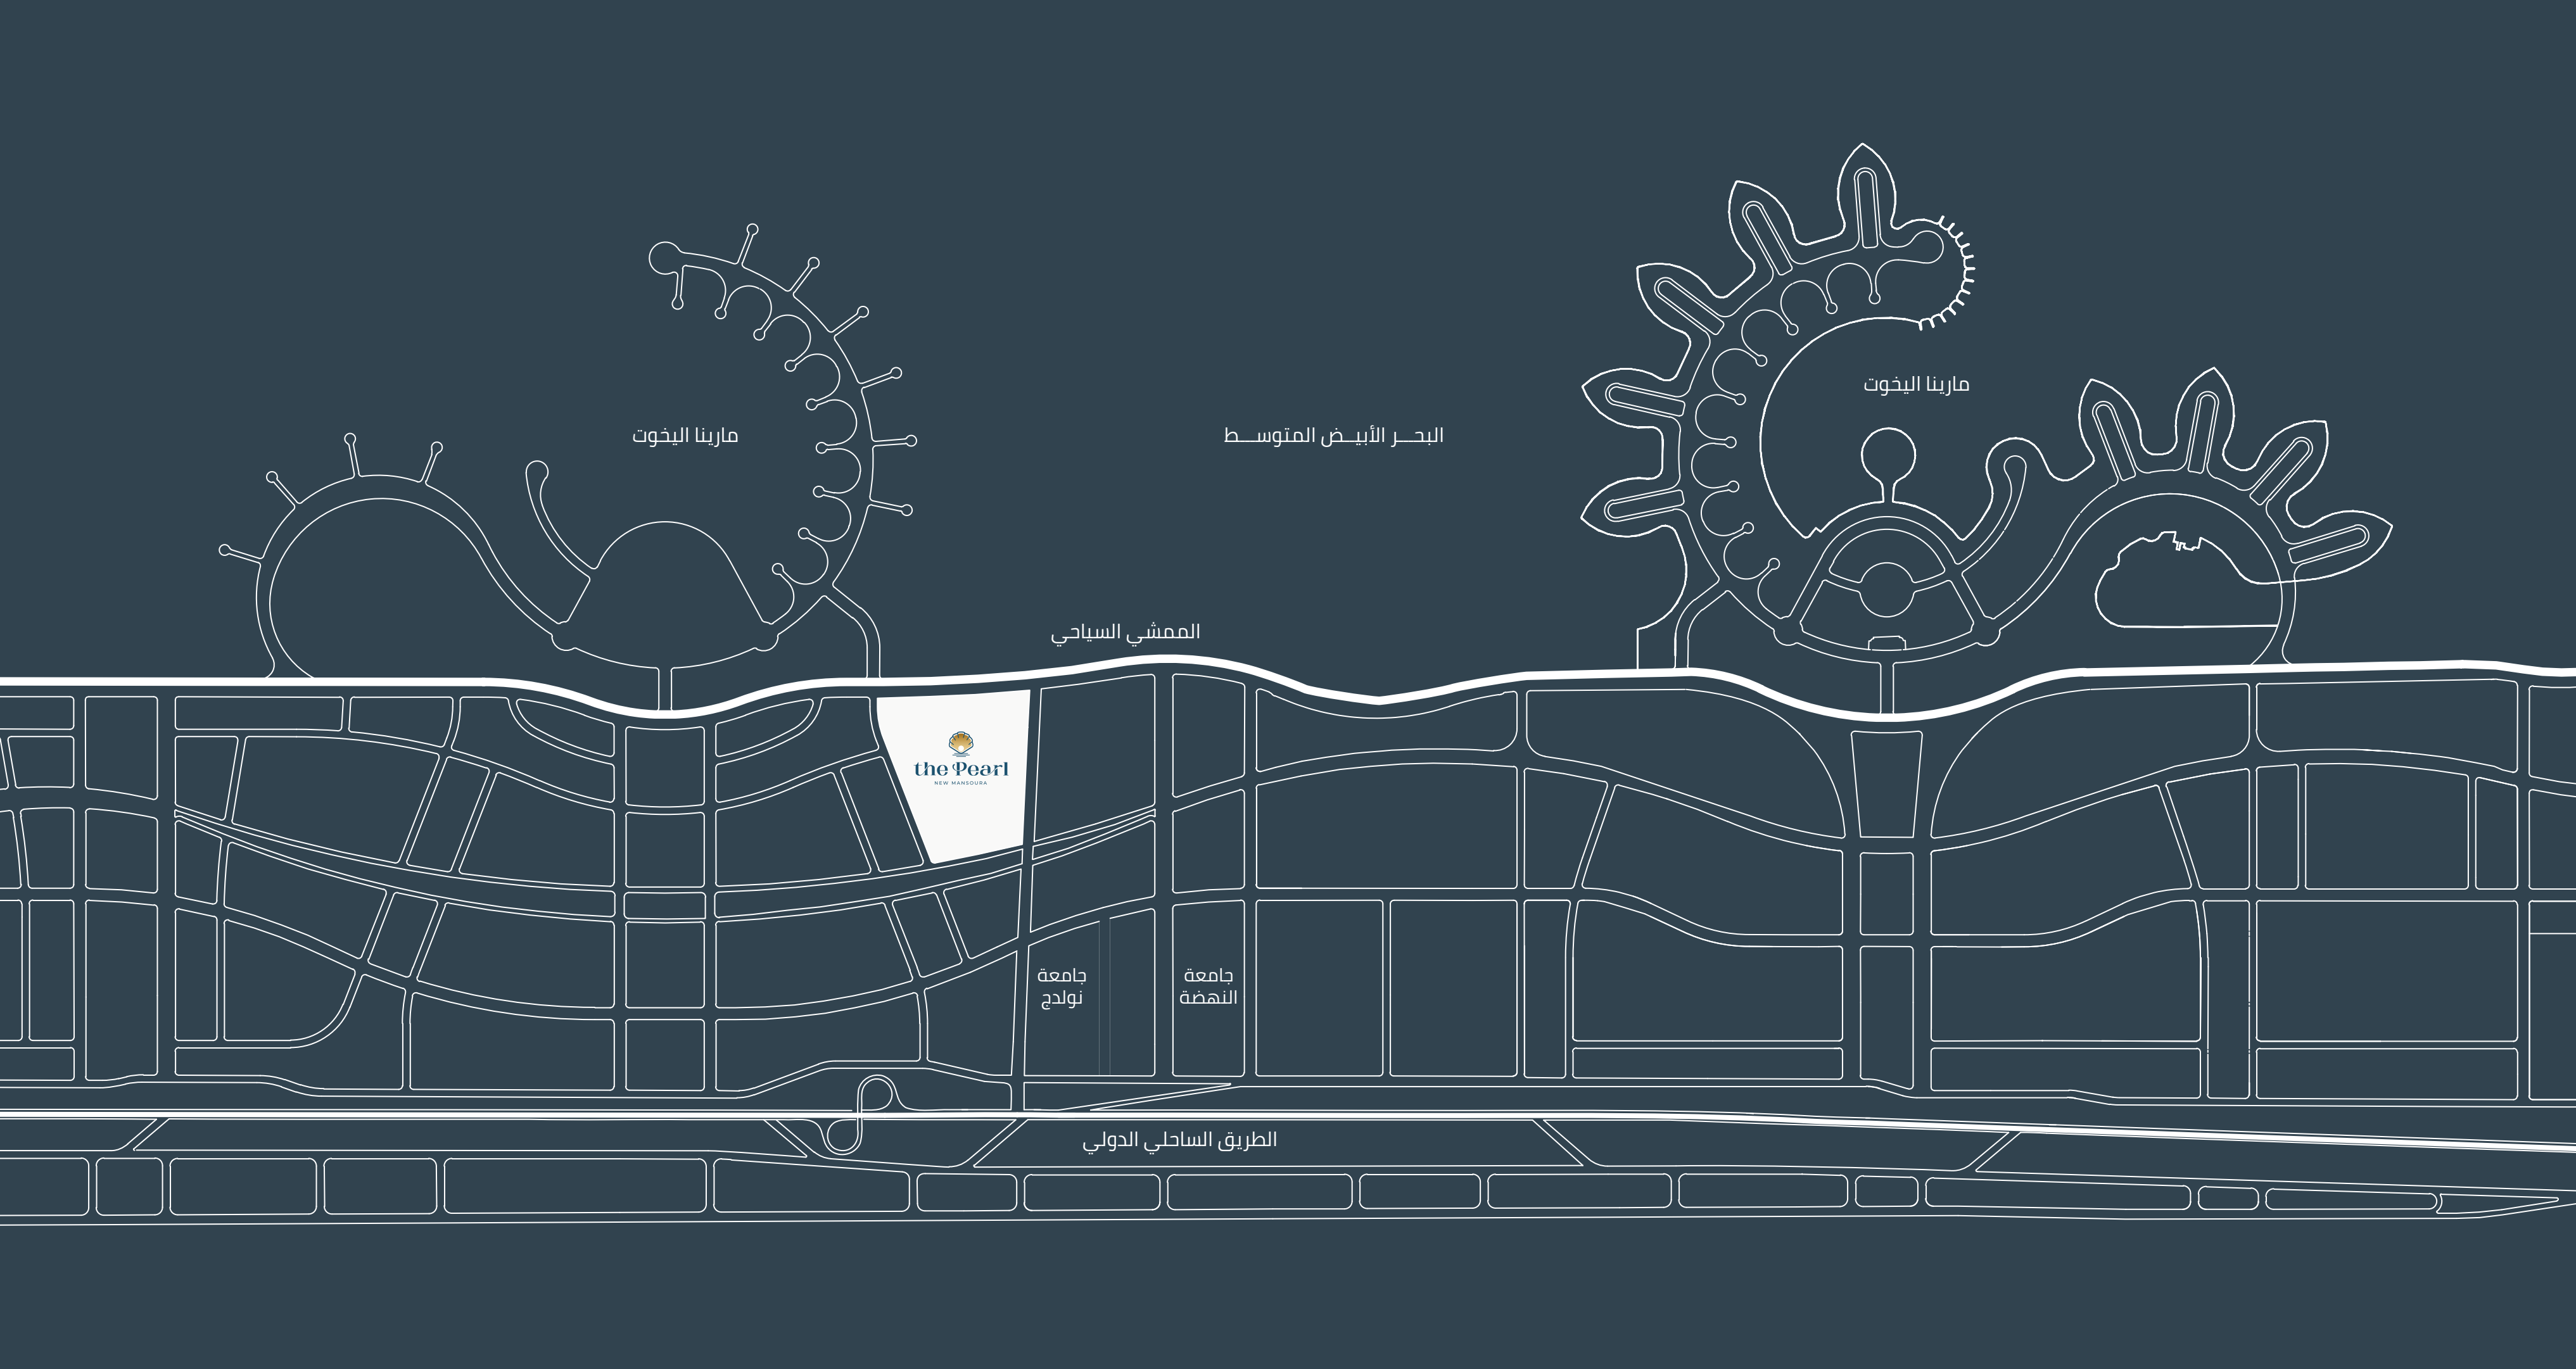 مارينا اليخوت
مارينا اليخوت
البحـــر الأبيــض المتوســـط
الممشي السياحي
the Pearl
NEW MANSOURA
جامعة
النهضة
جامعة
نولدج
الطريق الساحلي الدولي